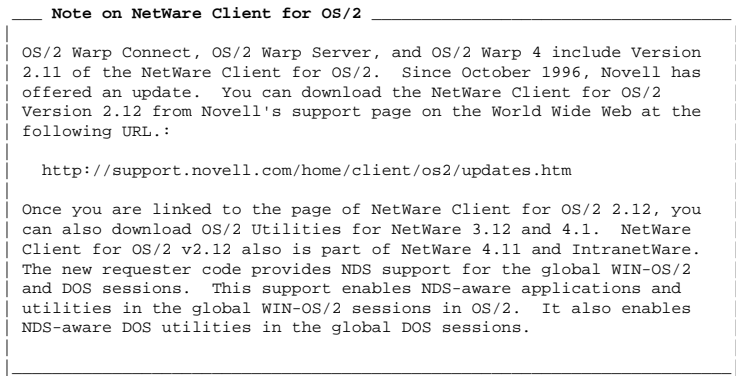 Note on NetWare Client for OS/2
OS/2 Warp Connect, OS/2 Warp Server, and OS/2 Warp 4 include Version
2.11 of the NetWare Client for OS/2.  Since October 1996, Novell has
offered an update.  You can download the NetWare Client for OS/2
Version 2.12 from Novell's support page on the World Wide Web at the
following URL.:
http://support.novell.com/home/client/os2/updates.htm
Once you are linked to the page of NetWare Client for OS/2 2.12, you
can also download OS/2 Utilities for NetWare 3.12 and 4.1.  NetWare
Client for OS/2 v2.12 also is part of NetWare 4.11 and IntranetWare.
The new requester code provides NDS support for the global WIN-OS/2
and DOS sessions.  This support enables NDS-aware applications and
utilities in the global WIN-OS/2 sessions in OS/2.  It also enables
NDS-aware DOS utilities in the global DOS sessions.